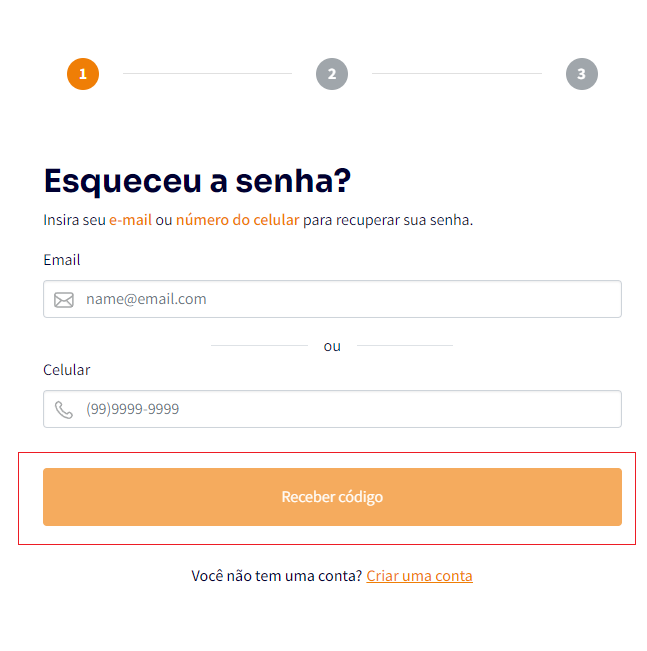 1 2 3
Esqueceu a senha?
Insira seu e-mail ou número do celular para recuperar sua senha.
Email
name@email.com
ou
Celular
(99)9999-9999
Receber código
Você não tem uma conta? Criar uma conta